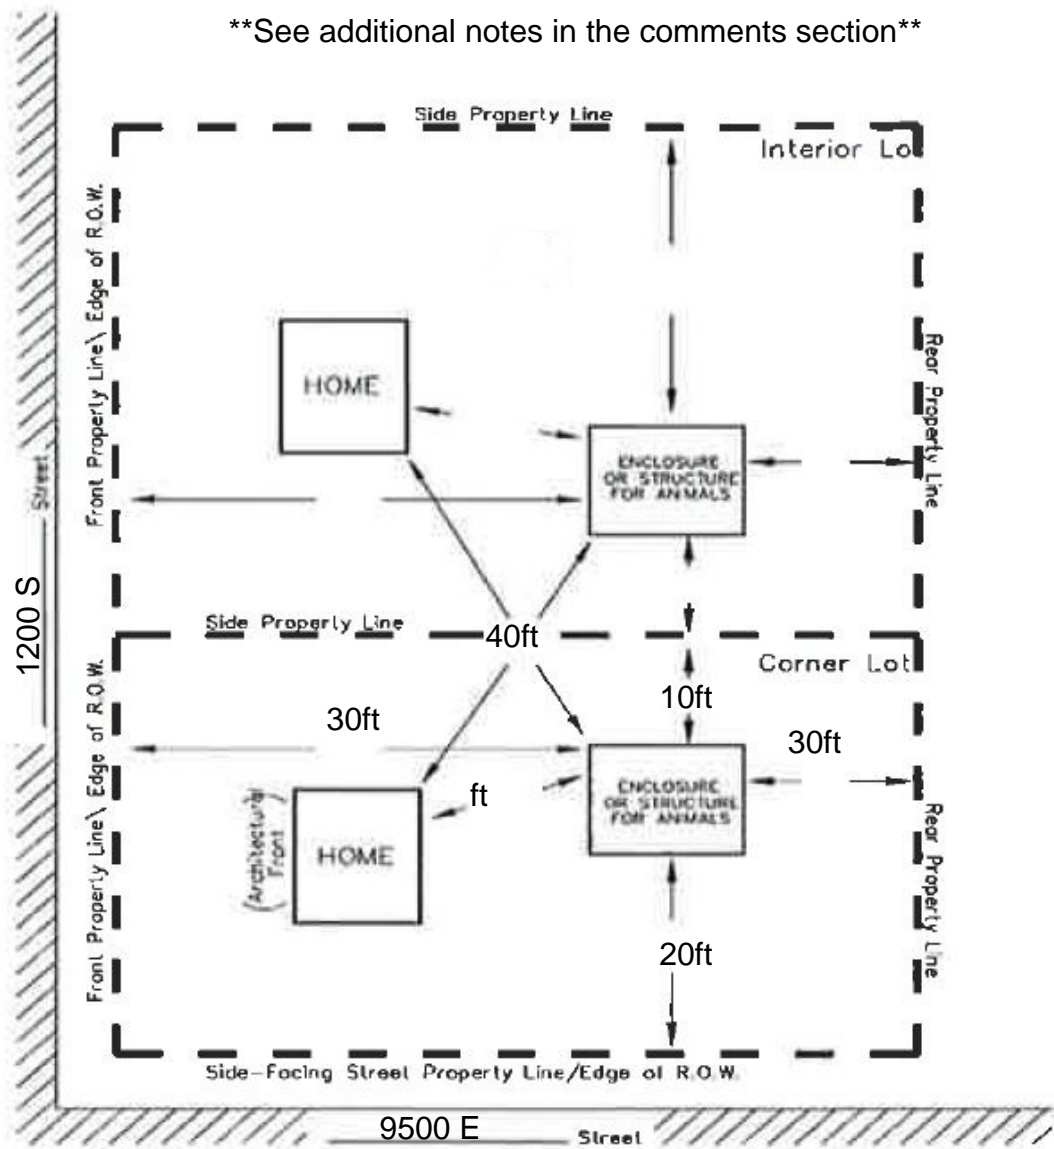 **See additional notes in the comments section**
Side Property Line
Interior Lo
Front Property Line\ Edge of R.O.W.
Rear Property Line
HOME
ENCLOSURE
OR STRUCTURE
FOR ANIMALS
Street
1200 S
Side Property Line
40ft
Corner Lot
10ft
30ft
30ft
Front Property Line\ Edge of R.O.W.
ft
ENCLOSURE
OR STRUCTURE
FOR ANIMALS
(Architectural
Front)
HOME
Rear Property Line
20ft
Side-Facing Street Property Line/Edge of R.O.W.
9500 E
Street